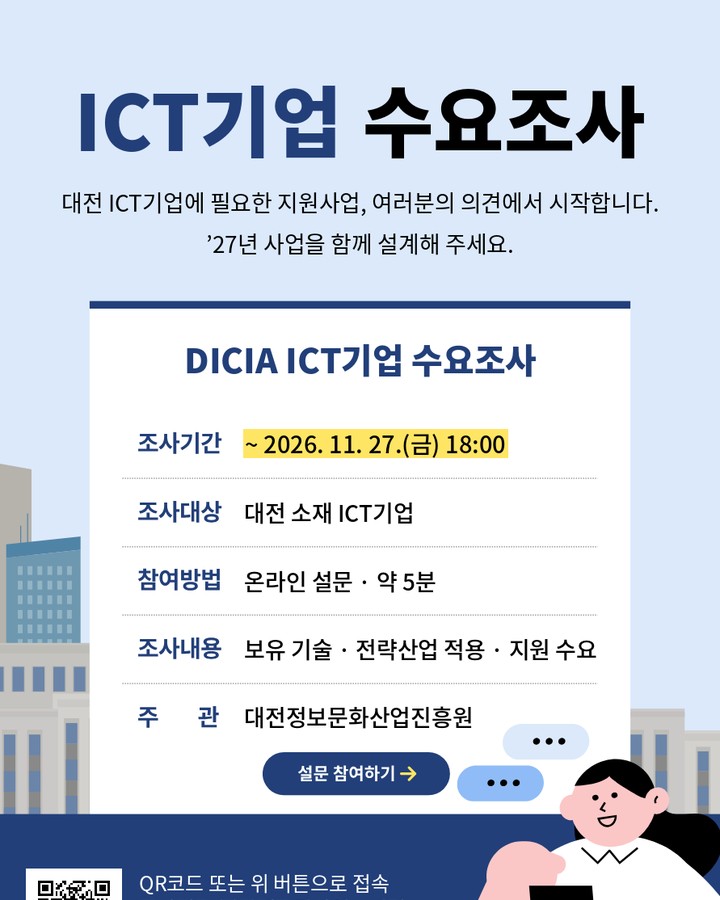 ICT기업 수요조사
대전 ICT기업에 필요한 지원사업, 여러분의 의견에서 시작합니다.
’27년 사업을 함께 설계해 주세요.
DICIA ICT기업 수요조사
조사기간 ~ 2026. 11. 27.(금) 18:00
조사대상 대전 소재 ICT기업
참여방법 온라인 설문 · 약 5분
조사내용 보유 기술 · 전략산업 적용 · 지원 수요
주 관 대전정보문화산업진흥원
설문 참여하기 →
QR코드 또는 위 버튼으로 접속